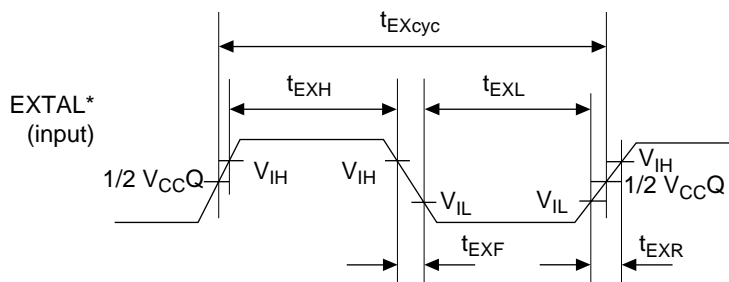 tEXcyc
tEXH
tEXL
EXTAL*
(input)
1/2 VCCQ
VIH
VIH
VIL
VIL
VIH
1/2 VCCQ
tEXF
tEXR